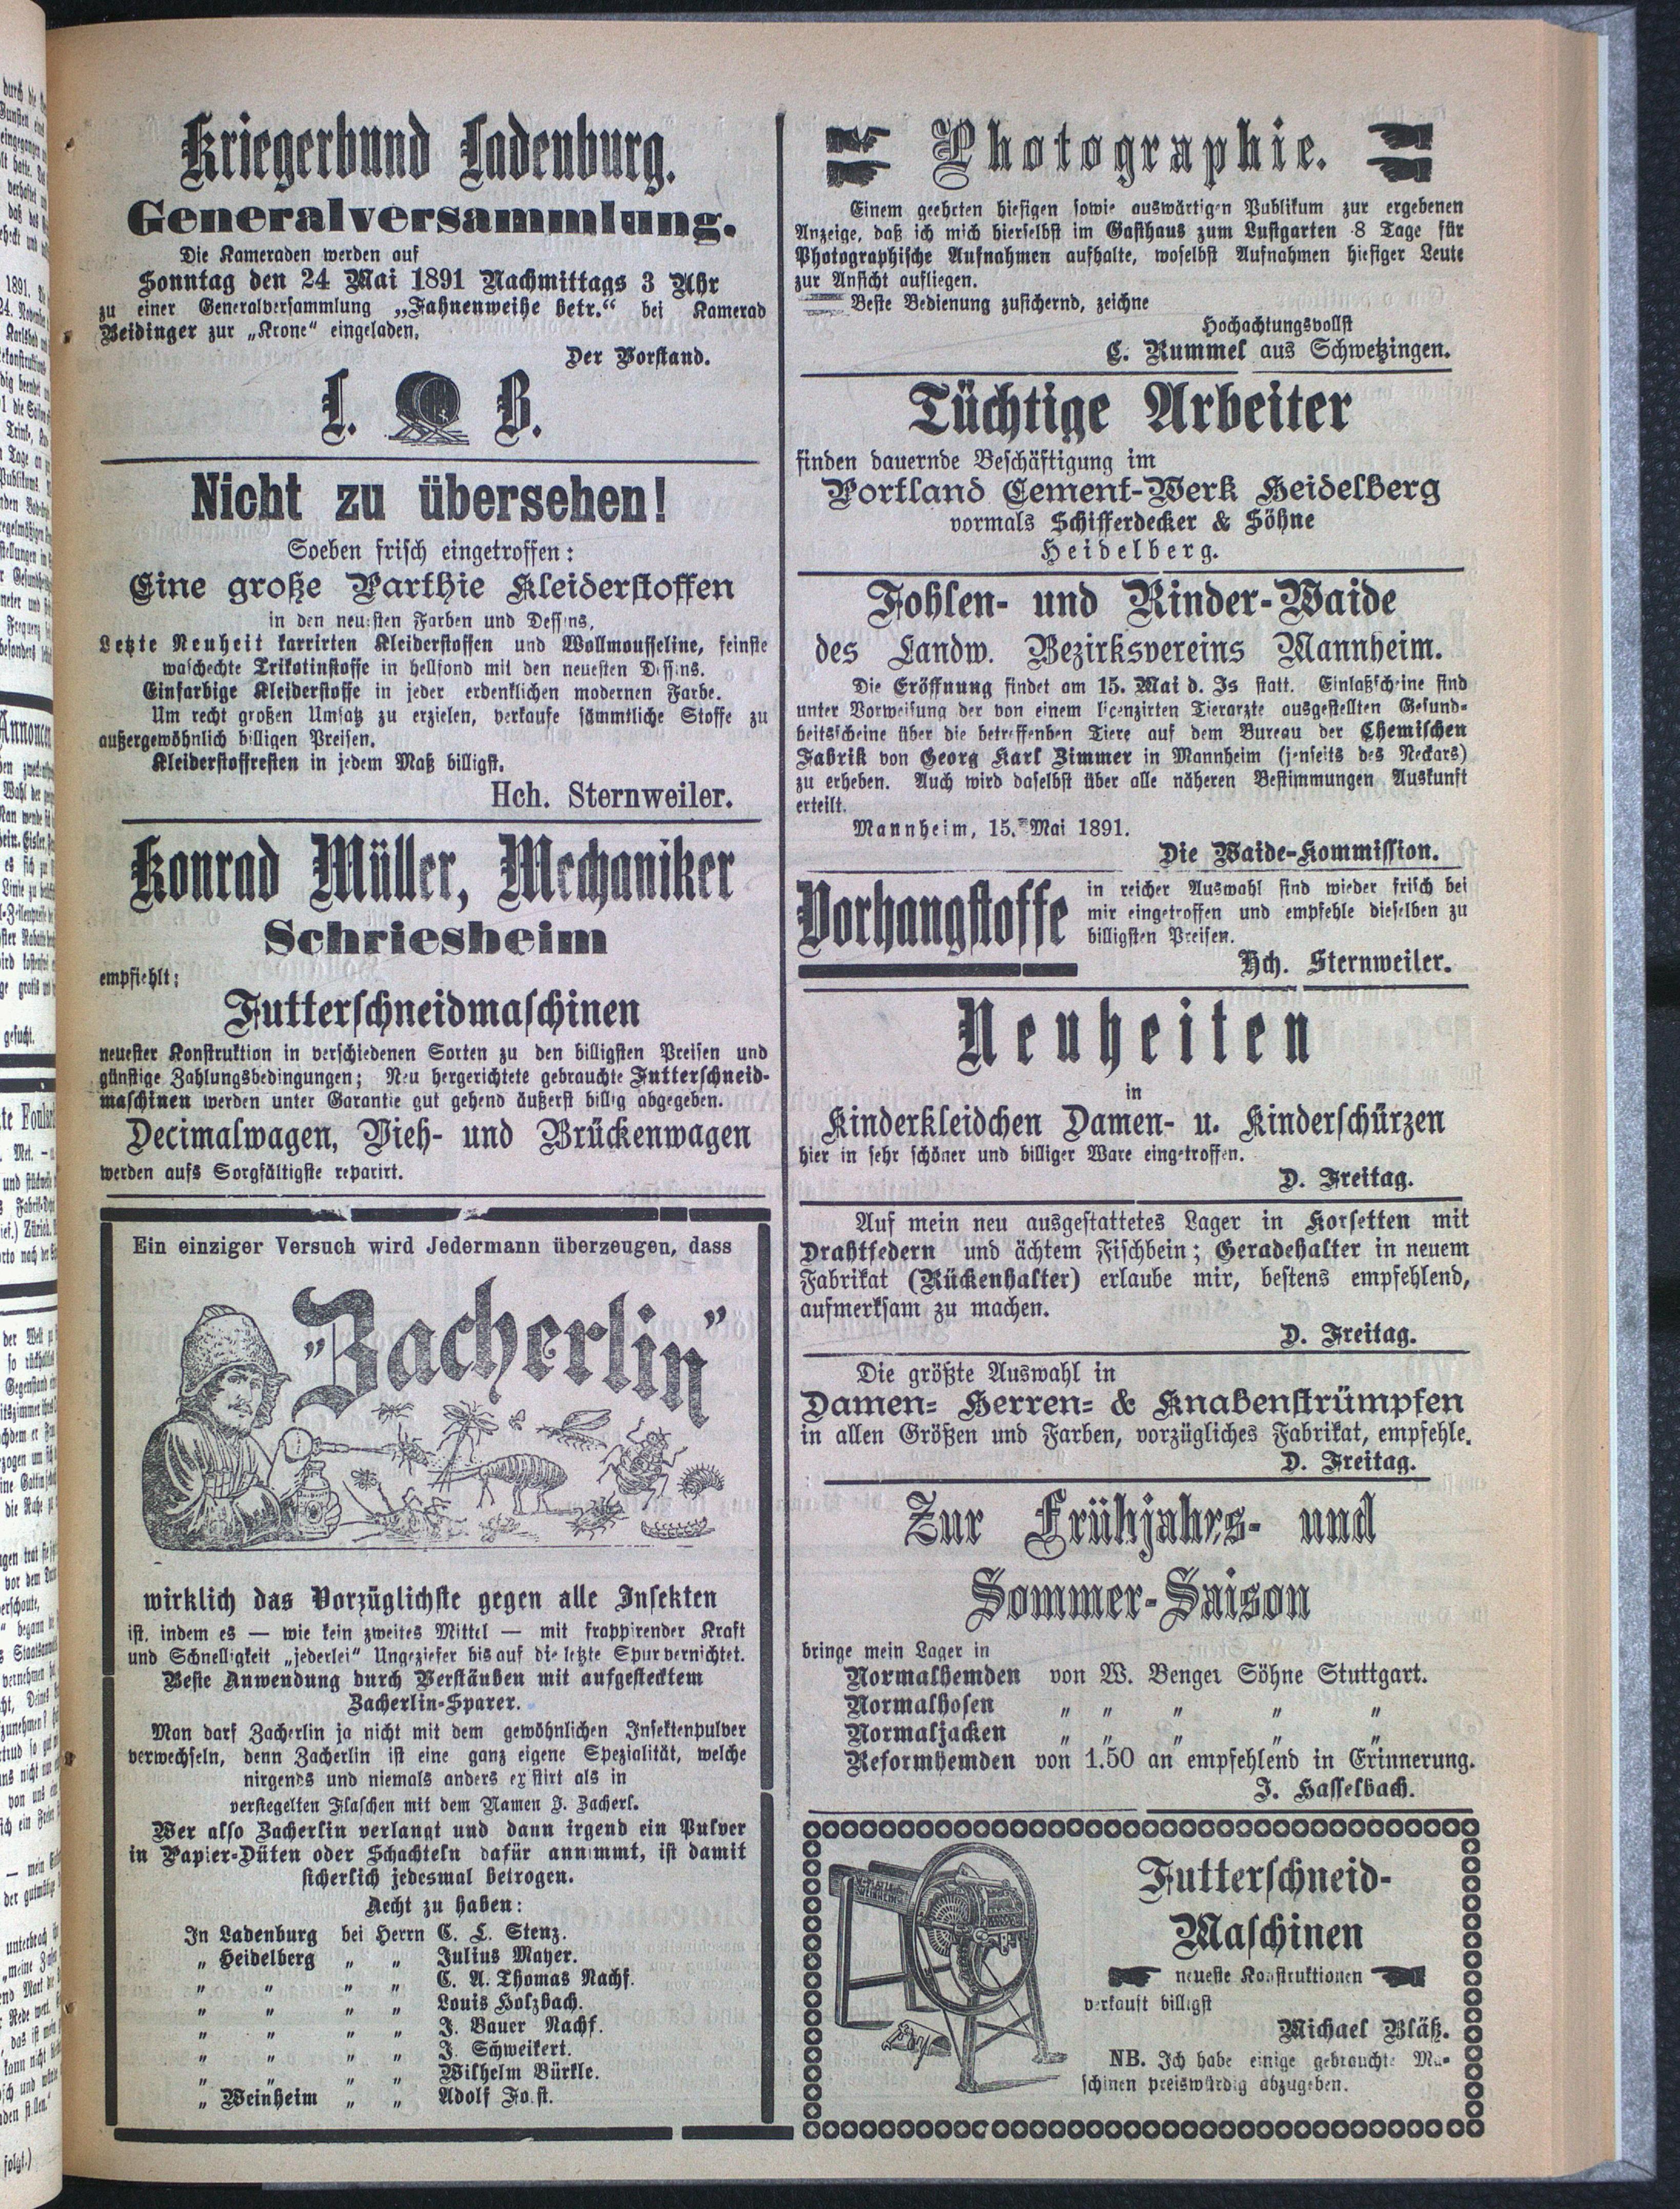 Kriegerbund Ladenburg.
Generalversammlung.
Die Kameraden werden auf
Sonntag den 24 Mai 1891 Nachmittags 3 Uhr
zu einer Generalversammlung „Fahnenweihe betr.“ bei Kamerad
Beidinger zur „Krone“ eingeladen.
Der Vorstand.
L. B.
Nicht zu übersehen!
Soeben frisch eingetroffen:
Eine große Parthie Kleiderstoffen
in den neuesten Farben und Dessins.
Letzte Neuheit karrirten Kleiderstoffen und Wollmousseline, feinste
waschechte Trikotinstoffe in hellfond mit den neuesten Dessins.
Einfarbige Kleiderstoffe in jeder erdenklichen modernen Farbe.
Um recht großen Umsatz zu erzielen, verkaufe sämmtliche Stoffe zu
außergewöhnlich billigen Preisen.
Kleiderstoffresten in jedem Maß billigst.
Hch. Sternweiler.
Konrad Müller, Mechaniker
Schriesheim
empfiehlt:
Futterschneidmaschinen
neuester Konstruktion in verschiedenen Sorten zu den billigsten Preisen und
günstige Zahlungsbedingungen; Neu hergerichtete gebrauchte Futterschneid-
maschinen werden unter Garantie gut gehend äußerst billig abgegeben.
Decimalwagen, Vieh- und Brückenwagen
werden aufs Sorgfältigste reparirt.
Ein einziger Versuch wird Jedermann überzeugen, dass
„Zacherlin“
wirklich das Vorzüglichste gegen alle Insekten
ist, indem es — wie kein zweites Mittel — mit frappirender Kraft
und Schnelligkeit „jederlei“ Ungeziefer bis auf die letzte Spur vernichtet.
Beste Anwendung durch Verstäuben mit aufgestecktem
Zacherlin-Sparer.
Man darf Zacherlin ja nicht mit dem gewöhnlichen Insektenpulver
verwechseln, denn Zacherlin ist eine ganz eigene Spezialität, welche
nirgends und niemals anders existirt als in
versiegelten Flaschen mit dem Namen J. Zacherl.
Wer also Zacherlin verlangt und dann irgend ein Pulver
in Papier-Düten oder Schachteln dafür annimmt, ist damit
sicherlich jedesmal betrogen.
Aecht zu haben:
In Ladenburg bei Herrn C. L. Stenz.
„ Heidelberg „ „ Julius Mayer.
„ „ „ „ C. A. Thomas Nachf.
„ „ „ „ Louis Holzbach.
„ „ „ „ J. Bauer Nachf.
„ „ „ „ J. Schweikert.
„ „ „ „ Wilhelm Bürkle.
„ Weinheim „ „ Adolf
Photographie.
Einem geehrten hiesigen sowie auswärtigen Publikum zur ergebenen
Anzeige, daß ich mich hierselbst im Gasthaus zum Lustgarten 8 Tage für
Photographische Aufnahmen aufhalte, woselbst Aufnahmen hiesiger Leute
zur Ansicht aufliegen.
Beste Bedienung zusichernd, zeichne
Hochachtungsvollst
C. Rummel aus Schwetzingen.
Tüchtige Arbeiter
finden dauernde Beschäftigung im
Portland Cement-Werk Heidelberg
vormals Schifferdecker & Söhne
Heidelberg.
Fohlen- und Rinder-Waide
des Landw. Bezirksvereins Mannheim.
Die Eröffnung findet am 15. Mai d. Js statt. Einlaßscheine sind
unter Vorweisung der von einem licenzirten Tierarzte ausgestellten Gesund-
heitsscheine über die betreffenden Tiere auf dem Bureau der Chemischen
Fabrik von Georg Karl Zimmer in Mannheim (jenseits des Neckars)
zu erheben. Auch wird daselbst über alle näheren Bestimmungen Auskunft
erteilt.
Mannheim, 15. Mai 1891.
Die Waide-Kommission.
Vorhangstoffe
in reicher Auswahl sind wieder frisch bei
mir eingetroffen und empfehle dieselben zu
billigsten Preisen.
Hch. Sternweiler.
Neuheiten
in
Kinderkleidchen Damen- u. Kinderschürzen
hier in sehr schöner und billiger Ware eingetroffen.
D. Freitag.
Auf mein neu ausgestattetes Lager in Korsetten mit
Drahtfedern und ächtem Fischbein; Geradehalter in neuem
Fabrikat (Rückenhalter) erlaube mir, bestens empfehlend,
aufmerksam zu machen.
D. Freitag.
Die größte Auswahl in
Damen- Herren- & Knabenstrümpfen
in allen Größen und Farben, vorzügliches Fabrikat, empfehle.
D. Freitag.
Zur Frühjahrs- und
Sommer-Saison
bringe mein Lager in
Normalhemden von W. Benger Söhne Stuttgart.
Normalhosen „ „ „ „ „
Normaljacken „ „ „ „ „
Reformhemden von 1.50 an empfehlend in Erinnerung.
J. Hasselbach.
Futterschneid-
Maschinen
neueste Konstruktionen
verkauft billigst
Michael Bläß.
NB. Ich habe einige gebrauchte Ma-
schinen preiswürdig abzugeben.